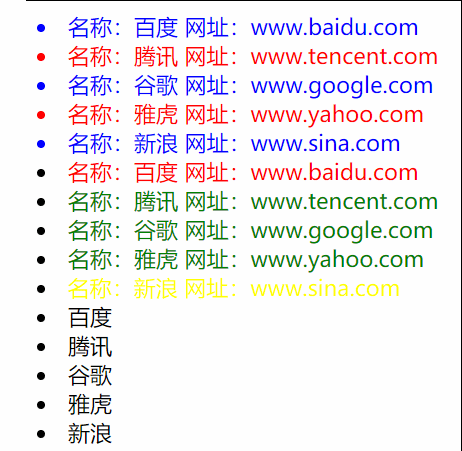 名称：百度 网址：www.baidu.com
名称：腾讯 网址：www.tencent.com
名称：谷歌 网址：www.google.com
名称：雅虎 网址：www.yahoo.com
名称：新浪 网址：www.sina.com
名称：百度 网址：www.baidu.com
名称：腾讯 网址：www.tencent.com
名称：谷歌 网址：www.google.com
名称：雅虎 网址：www.yahoo.com
名称：新浪 网址：www.sina.com
百度
腾讯
谷歌
雅虎
新浪